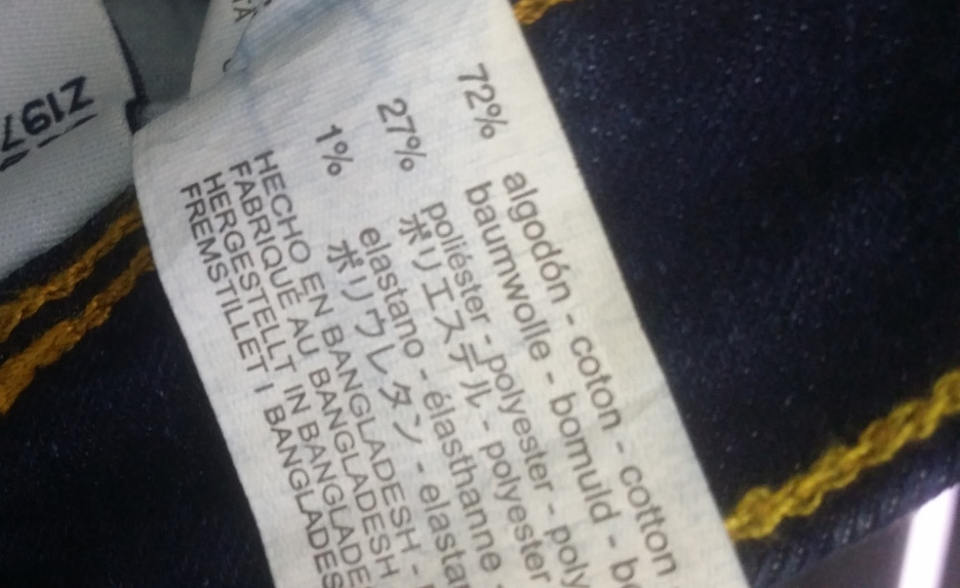 Z197
72% algodón - coton - cotton
baumwolle - bomuld
27% poliéster - polyester
ポリエステル - polyester
1% elastano - élasthanne -
ポリウレタン
HECHO EN BANGLADESH -
FABRIQUÉ AU BANGLADESH
HERGESTELLT IN
FREMSTILLET I